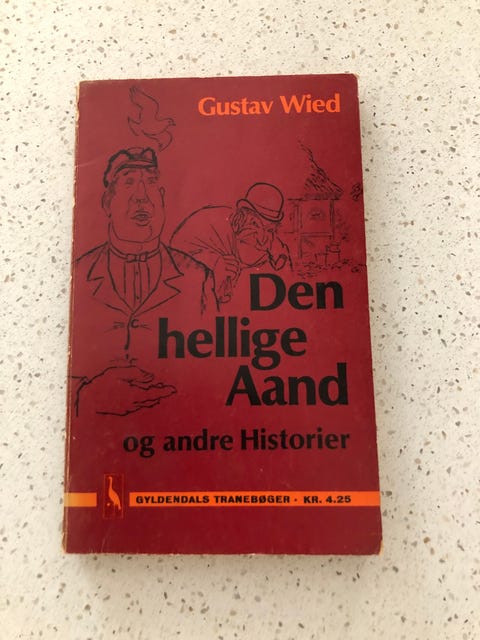 Gustav Wied
Den
hellige
Aand
og andre Historier
GYLDENDALS TRANEBØGER · KR. 4.25